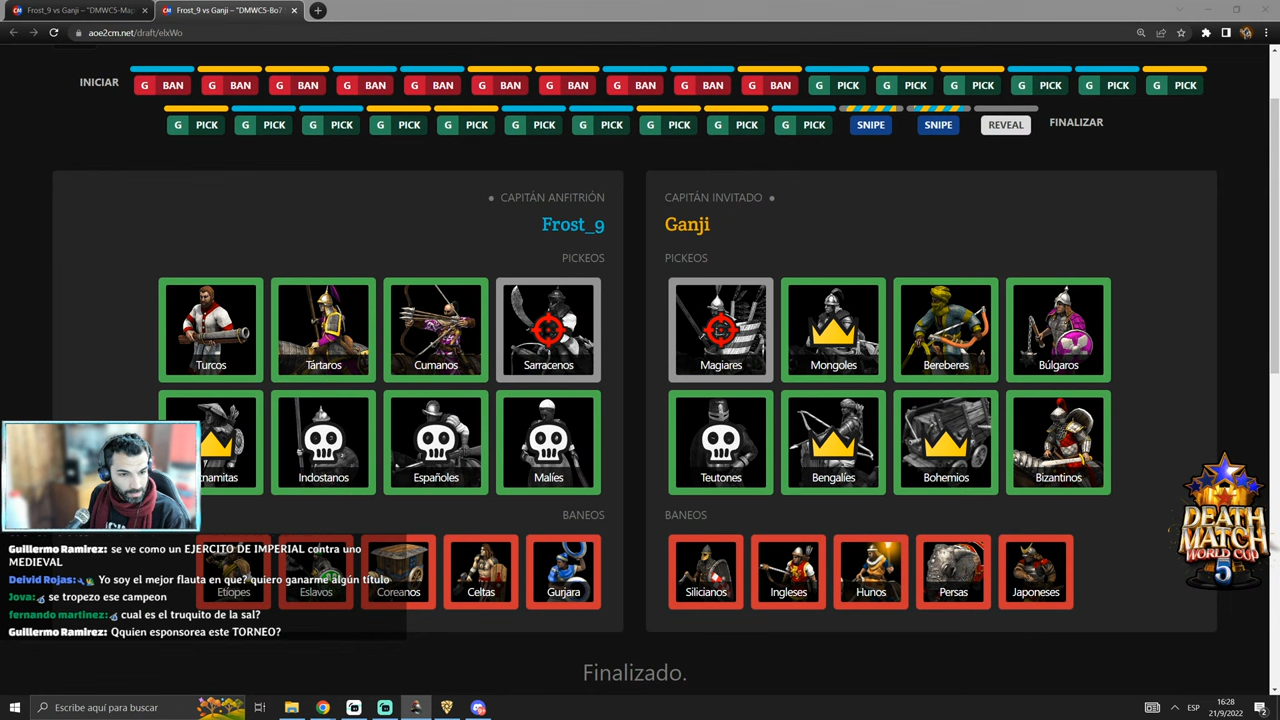 Frost_9 vs Ganji – "DMWC5-Map
Frost_9 vs Ganji – "DMWC5-Bo7
aoe2cm.net/draft/elxWo
INICIAR G BAN G BAN G BAN G BAN G BAN G BAN G BAN G BAN G BAN G BAN G PICK G PICK G PICK G PICK G PICK G PICK
G PICK G PICK G PICK G PICK G PICK G PICK G PICK G PICK G PICK G PICK SNIPE SNIPE REVEAL FINALIZAR
CAPITÁN ANFITRIÓN
Frost_9
PICKEOS
Turcos Tártaros Cumanos Sarracenos
Indostanos Españoles Malíes
BANEOS
Etíopes Eslavos Coreanos Celtas Gurjara
CAPITÁN INVITADO
Ganji
PICKEOS
Magiares Mongoles Bereberes Búlgaros
Teutones Bengalíes Bohemios Bizantinos
BANEOS
Silicianos Ingleses Hunos Persas Japoneses
Guillermo Ramirez: se ve como un EJERCITO DE IMPERIAL contra uno
MEDIEVAL
Deivid Rojas: Yo soy el mejor flauta en que? quiero ganarme algún título
Jova: se tropezo ese campeon
fernando martinez: cual es el truquito de la sal?
Guillermo Ramirez: Qquien esponsorea este TORNEO?
DEATH
MATCH
WORLD CUP
5
Finalizado.
Escribe aquí para buscar
ESP
16:28
21/9/2022
2